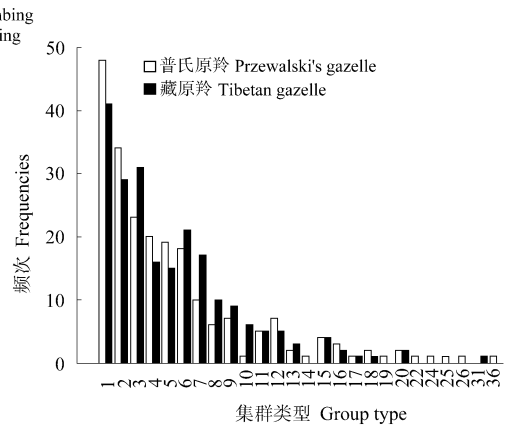 ing
50
普氏原羚 Przewalski's gazelle
藏原羚 Tibetan gazelle
40
30
20
10
0
频次 Frequencies
1 2 3 4 5 6 7 8 9 10 11 12 13 14 15 16 17 18 19 20 22 24 25 26 31 36
集群类型 Group type